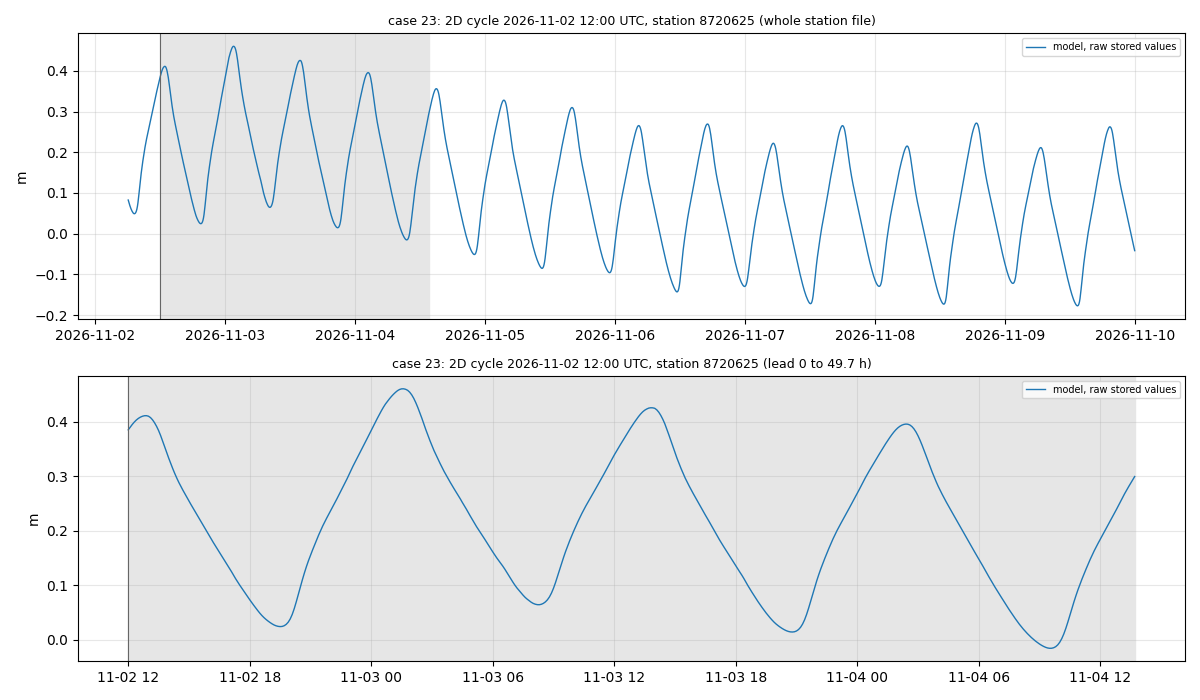 case 23: 2D cycle 2026-11-02 12:00 UTC, station 8720625 (whole station file)
model, raw stored values
m
0.4
0.3
0.2
0.1
0.0
−0.1
−0.2
2026-11-02 2026-11-03 2026-11-04 2026-11-05 2026-11-06 2026-11-07 2026-11-08 2026-11-09 2026-11-10
case 23: 2D cycle 2026-11-02 12:00 UTC, station 8720625 (lead 0 to 49.7 h)
model, raw stored values
m
0.4
0.3
0.2
0.1
0.0
11-02 12 11-02 18 11-03 00 11-03 06 11-03 12 11-03 18 11-04 00 11-04 06 11-04 12